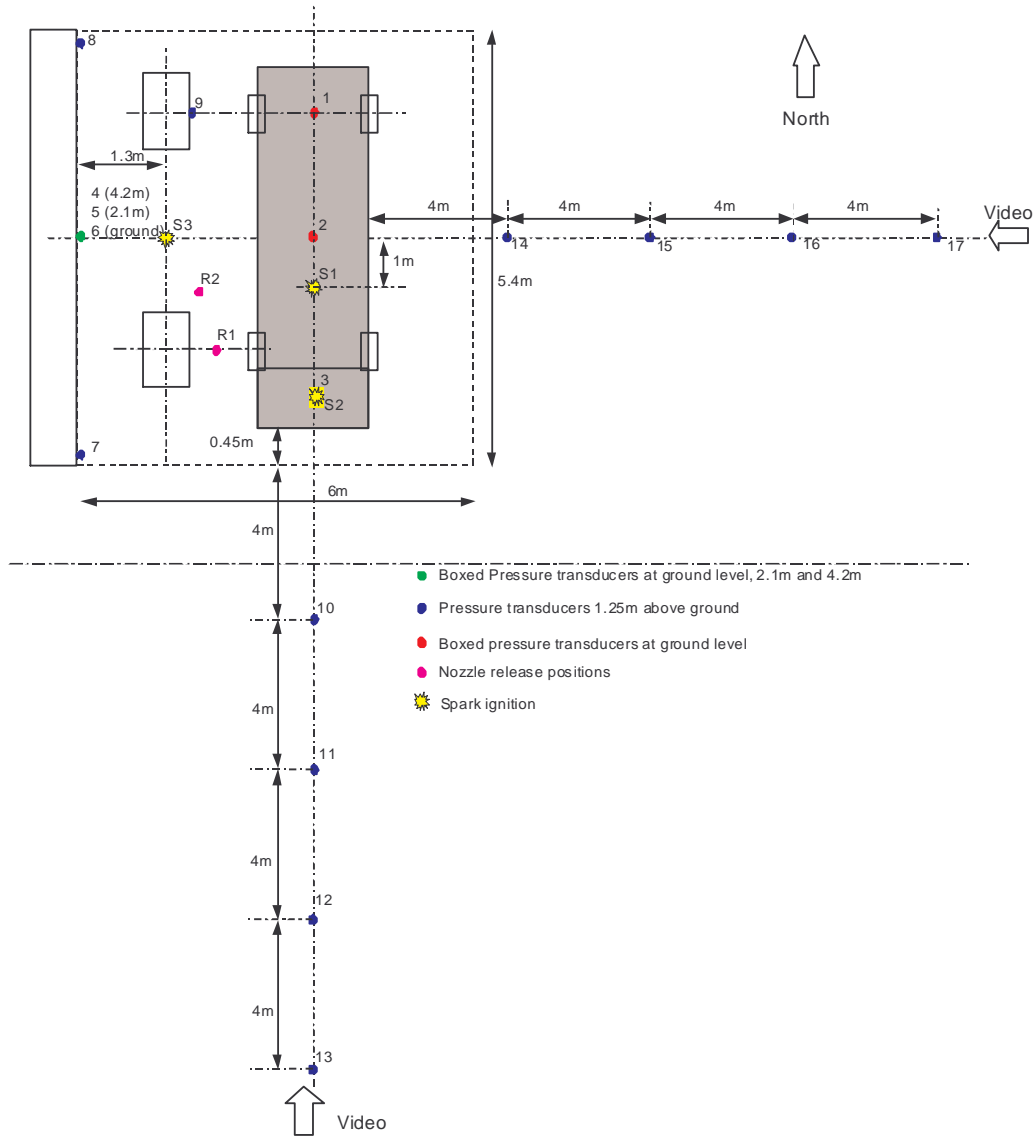 8
9
1
North
1.3m
4 (4.2m)
5 (2.1m)
6 (ground)
S3
2
4m
4m
4m
4m
Video
14
15
16
17
1m
S1
5.4m
R2
R1
3
S2
0.45m
7
6m
4m
Boxed Pressure transducers at ground level, 2.1m and 4.2m
10
Pressure transducers 1.25m above ground
Boxed pressure transducers at ground level
Nozzle release positions
Spark ignition
4m
11
4m
12
4m
13
Video